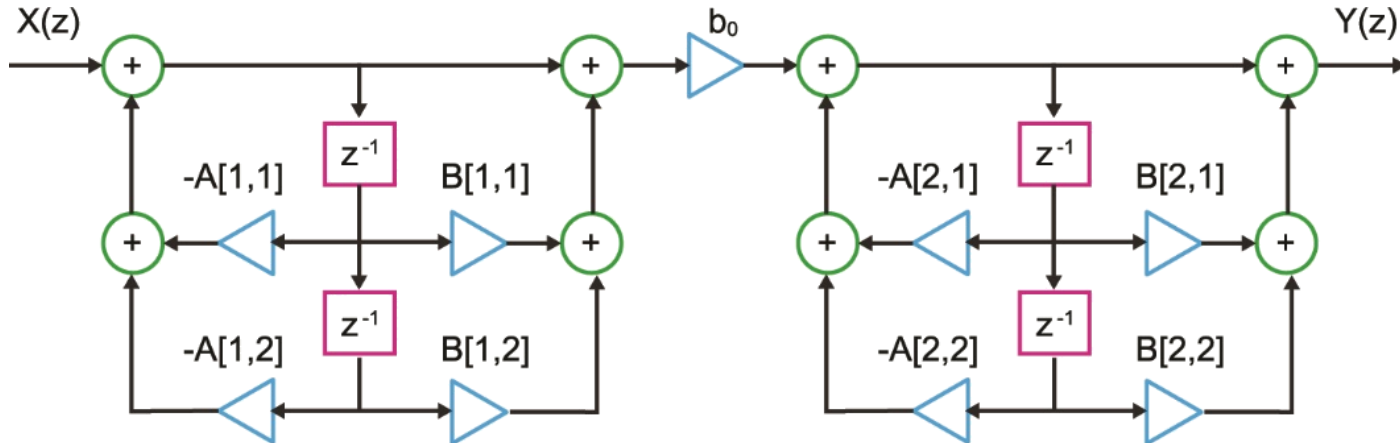 X(z) b₀ Y(z)
+ + + +
z⁻¹ z⁻¹
-A[1,1] B[1,1] -A[2,1] B[2,1]
+ + + +
z⁻¹ z⁻¹
-A[1,2] B[1,2] -A[2,2] B[2,2]